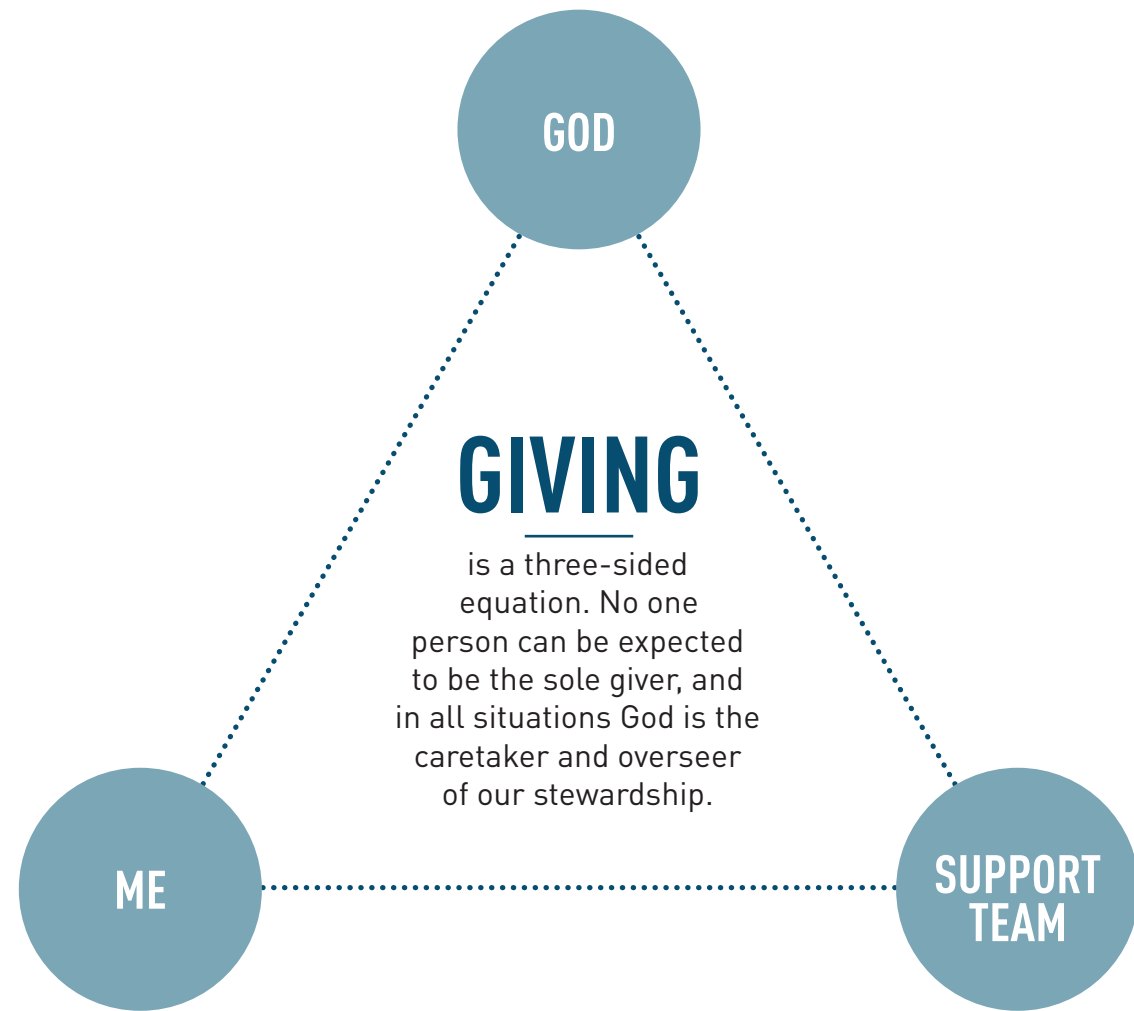 GOD
GIVING
is a three-sided
equation. No one
person can be expected
to be the sole giver, and
in all situations God is the
caretaker and overseer
of our stewardship.
ME
SUPPORT
TEAM